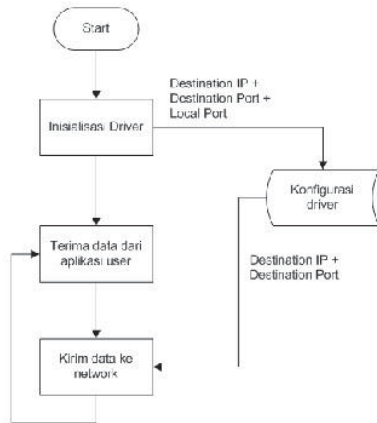 Start
Destination IP +
Destination Port +
Local Port
Inisialisasi Driver
Konfigurasi
driver
Terima data dari
aplikasi user
Destination IP +
Destination Port
Kirim data ke
network